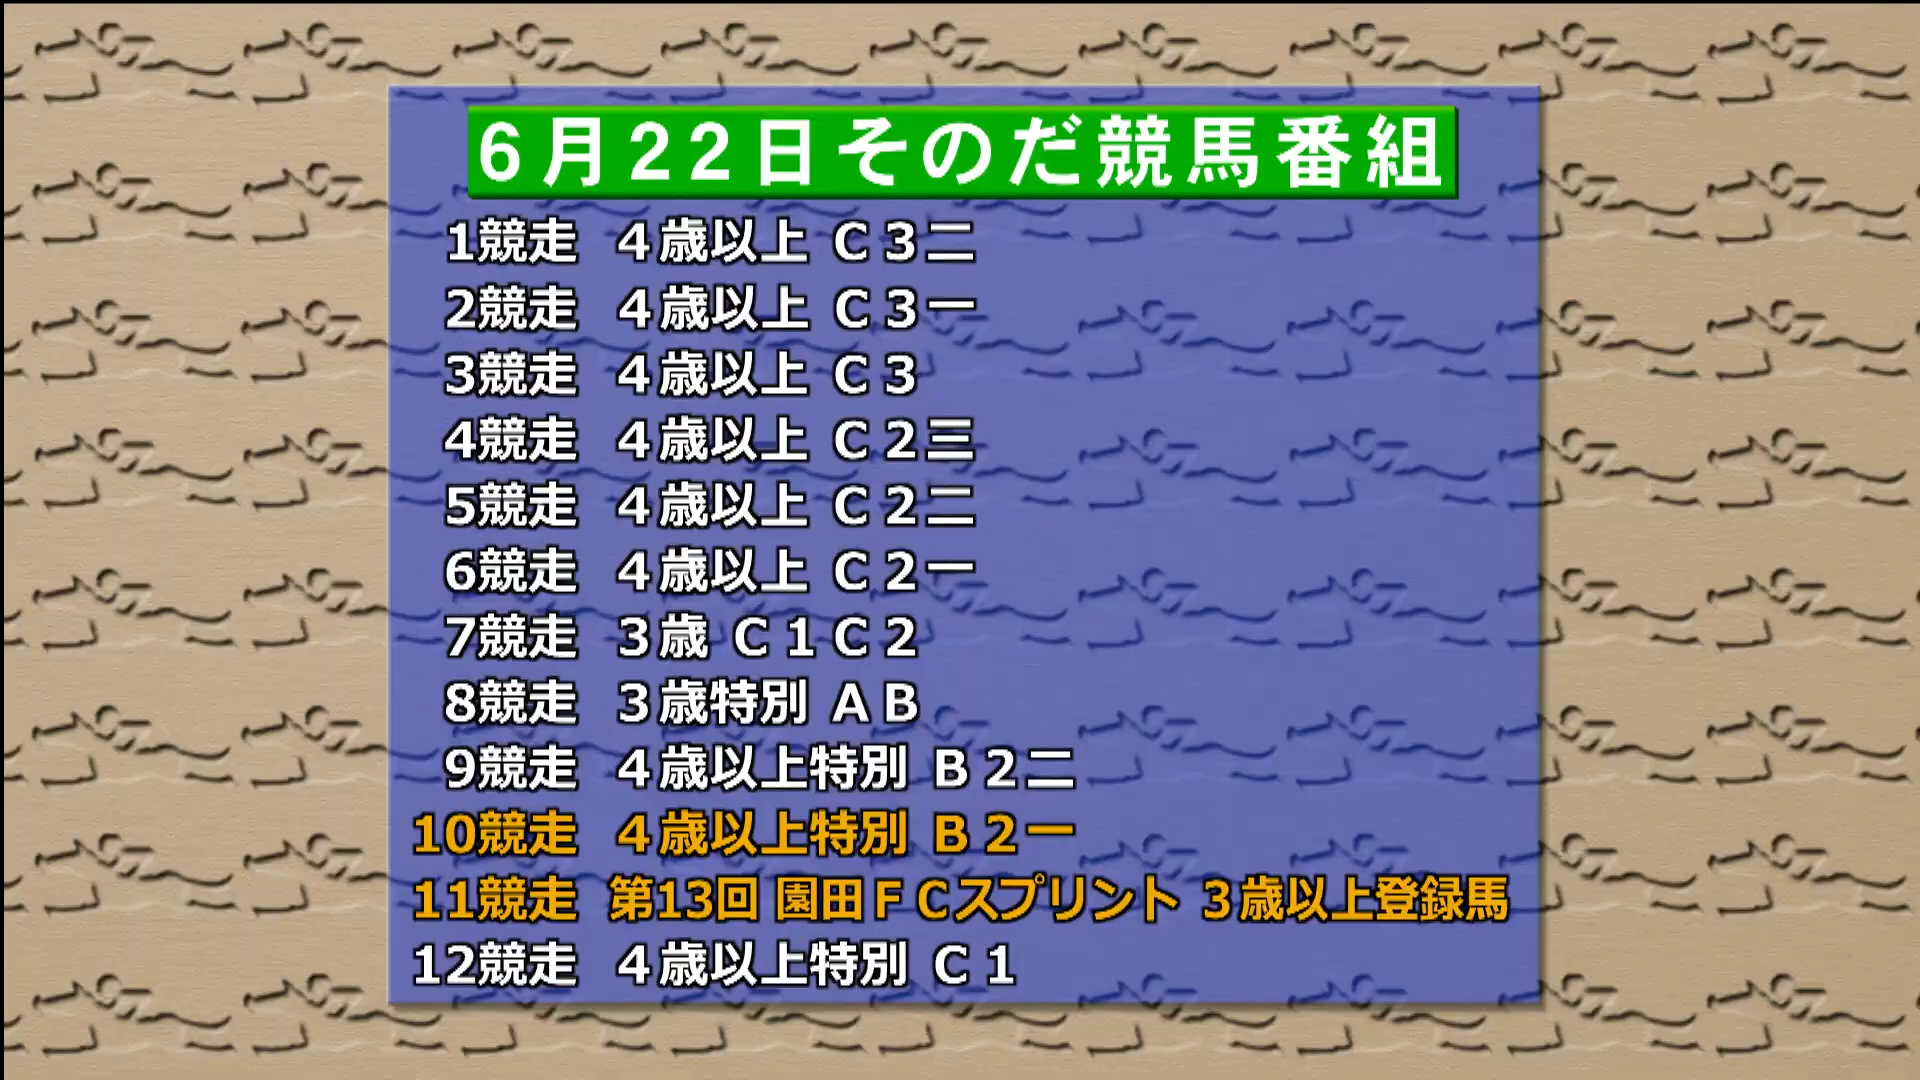 6月22日そのだ競馬番組
1競走 4歳以上 C3二
2競走 4歳以上 C3一
3競走 4歳以上 C3
4競走 4歳以上 C2三
5競走 4歳以上 C2二
6競走 4歳以上 C2一
7競走 3歳 C1C2
8競走 3歳特別 AB
9競走 4歳以上特別 B2二
10競走 4歳以上特別 B2一
11競走 第13回 園田FCスプリント 3歳以上登録馬
12競走 4歳以上特別 C1